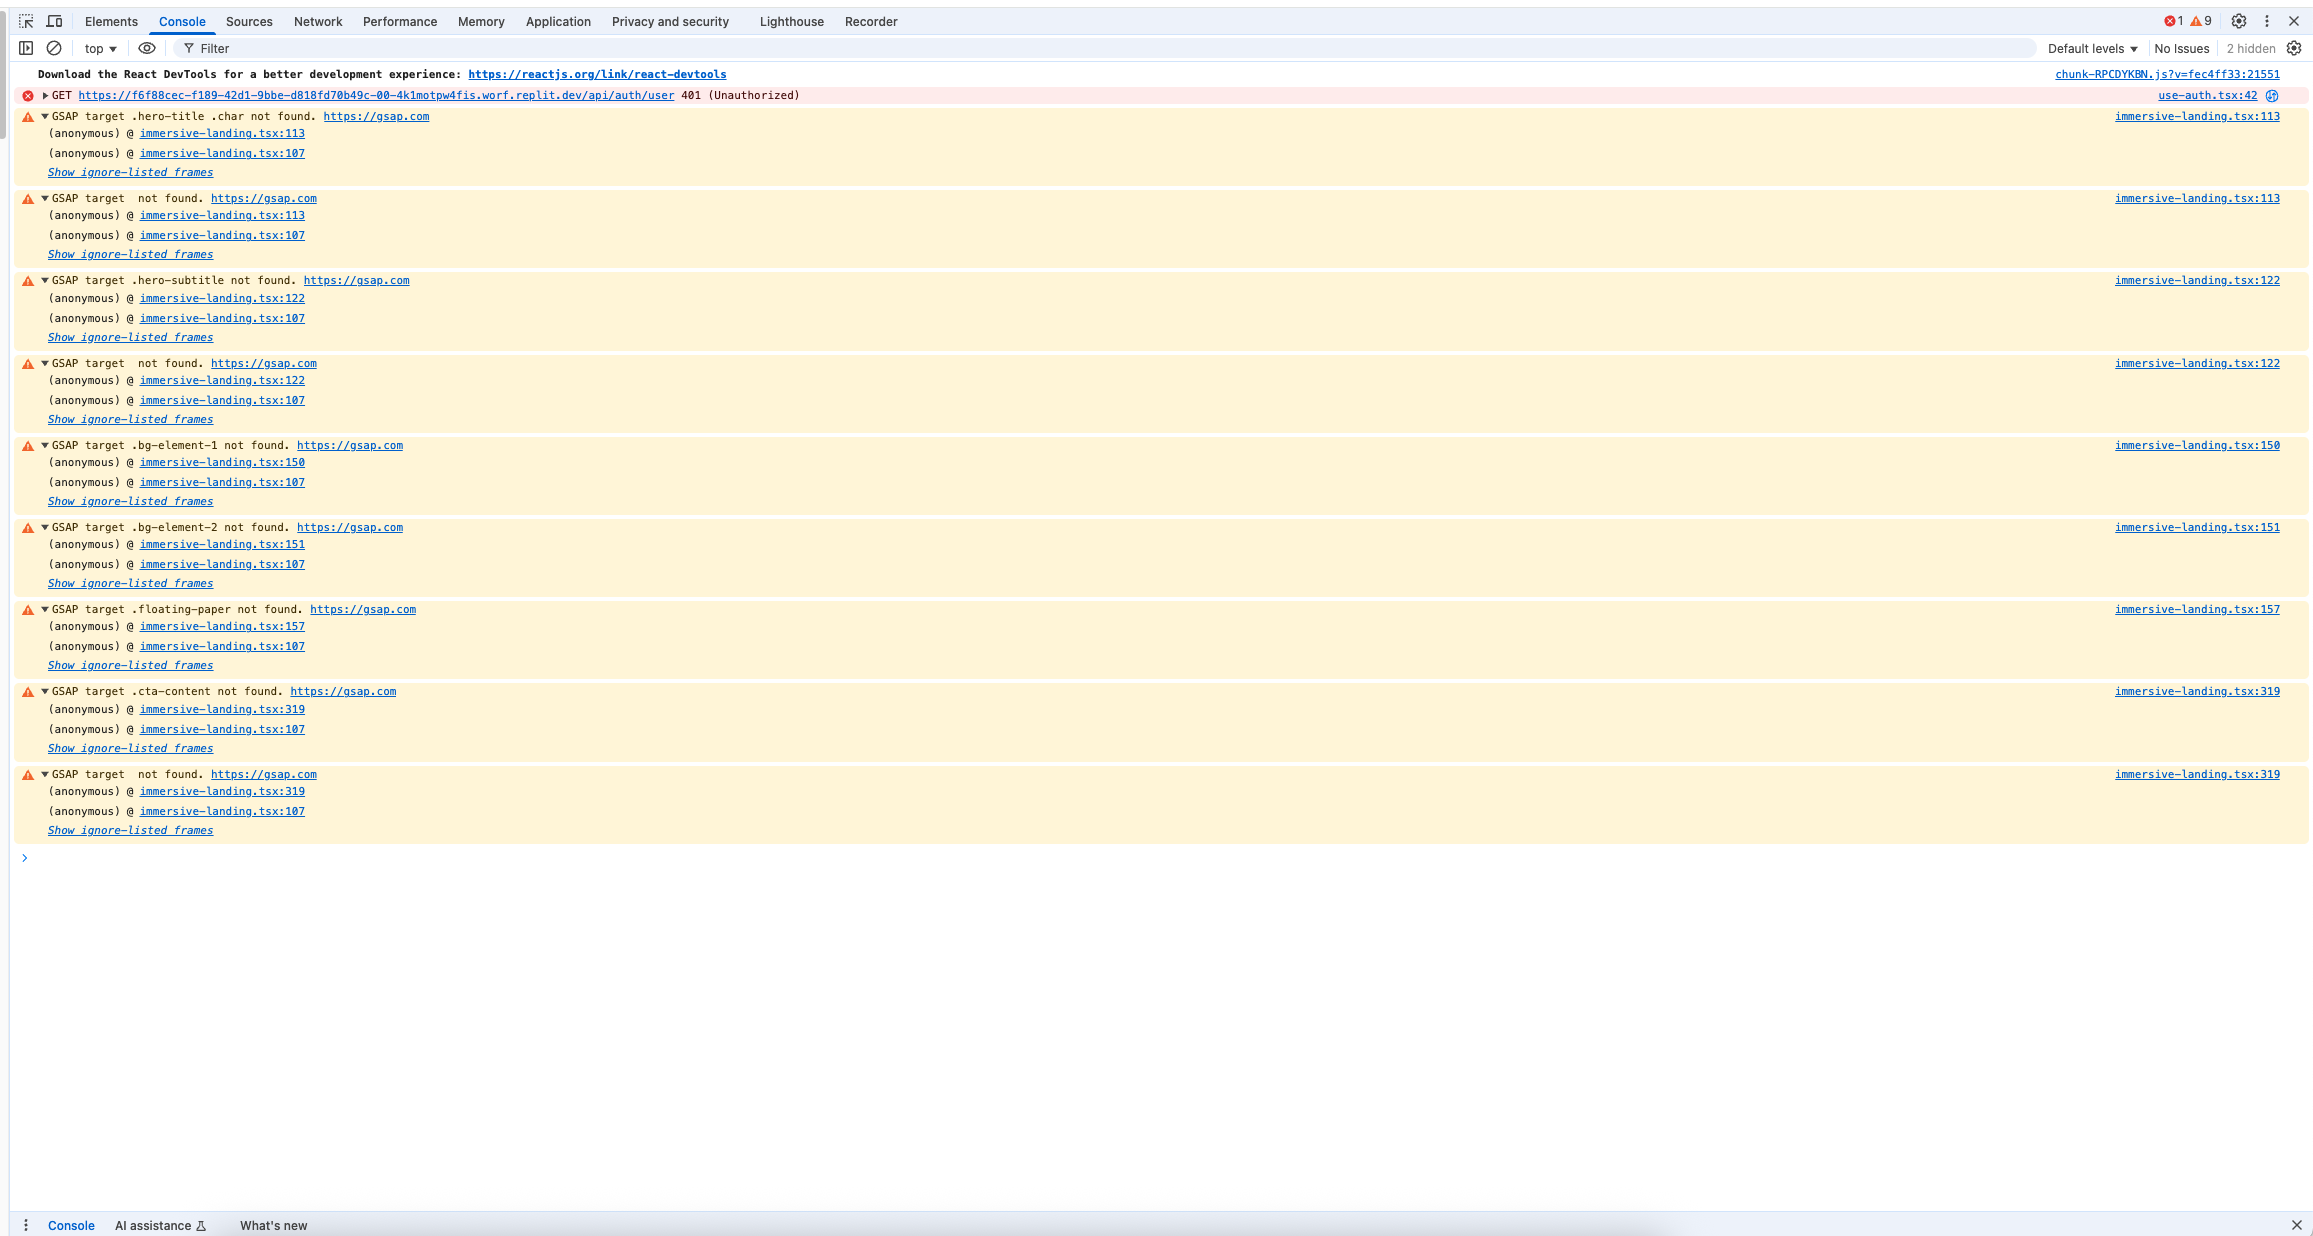 Elements Console Sources Network Performance Memory Application Privacy and security Lighthouse Recorder 1 9
top Filter Default levels No Issues 2 hidden
Download the React DevTools for a better development experience: https://reactjs.org/link/react-devtools chunk-RPCDYKBN.js?v=fec4ff33:21551
GET https://f6f88cec-f189-42d1-9bbe-d818fd70b49c-00-4k1motpw4fis.worf.replit.dev/api/auth/user 401 (Unauthorized) use-auth.tsx:42
GSAP target .hero-title .char not found. https://gsap.com immersive-landing.tsx:113
(anonymous) @ immersive-landing.tsx:113
(anonymous) @ immersive-landing.tsx:107
Show ignore-listed frames
GSAP target  not found. https://gsap.com immersive-landing.tsx:113
(anonymous) @ immersive-landing.tsx:113
(anonymous) @ immersive-landing.tsx:107
Show ignore-listed frames
GSAP target .hero-subtitle not found. https://gsap.com immersive-landing.tsx:122
(anonymous) @ immersive-landing.tsx:122
(anonymous) @ immersive-landing.tsx:107
Show ignore-listed frames
GSAP target  not found. https://gsap.com immersive-landing.tsx:122
(anonymous) @ immersive-landing.tsx:122
(anonymous) @ immersive-landing.tsx:107
Show ignore-listed frames
GSAP target .bg-element-1 not found. https://gsap.com immersive-landing.tsx:150
(anonymous) @ immersive-landing.tsx:150
(anonymous) @ immersive-landing.tsx:107
Show ignore-listed frames
GSAP target .bg-element-2 not found. https://gsap.com immersive-landing.tsx:151
(anonymous) @ immersive-landing.tsx:151
(anonymous) @ immersive-landing.tsx:107
Show ignore-listed frames
GSAP target .floating-paper not found. https://gsap.com immersive-landing.tsx:157
(anonymous) @ immersive-landing.tsx:157
(anonymous) @ immersive-landing.tsx:107
Show ignore-listed frames
GSAP target .cta-content not found. https://gsap.com immersive-landing.tsx:319
(anonymous) @ immersive-landing.tsx:319
(anonymous) @ immersive-landing.tsx:107
Show ignore-listed frames
GSAP target  not found. https://gsap.com immersive-landing.tsx:319
(anonymous) @ immersive-landing.tsx:319
(anonymous) @ immersive-landing.tsx:107
Show ignore-listed frames
Console AI assistance What's new